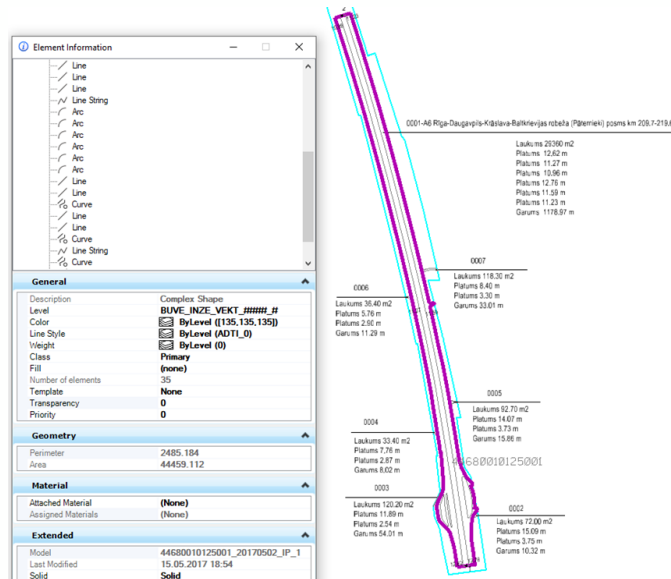 Element Information
Line
Line
Line
Line String
Arc
Arc
Arc
Arc
Arc
Arc
Line
Line
Curve
Line
Line
Curve
Line String
Curve
General
Description Complex Shape
Level BUVE_INZE_VEKT_####_#
Color ByLevel ([135,135,135])
Line Style ByLevel (ADTI_0)
Weight ByLevel (0)
Class Primary
Fill (none)
Number of elements 35
Template None
Transparency 0
Priority 0
Geometry
Perimeter 2485.184
Area 44459.112
Material
Attached Material (None)
Assigned Materials (None)
Extended
Model 44680010125001_20170502_IP_1
Last Modified 15.05.2017 18:54
Solid Solid
2
0001-A6 Rīga-Daugavpils-Krāslava-Baltkrievijas robeža (Pāternieki) posms km 209.7-219.6
Laukums 29360 m2
Platums 12.62 m
Platums 11.27 m
Platums 10.96 m
Platums 12.76 m
Platums 11.59 m
Platums 11.23 m
Garums 1178.97 m
0007
Laukums 118.30 m2
Platums 8.40 m
Platums 3.30 m
Garums 33.01 m
0006
Laukums 36.40 m2
Platums 5.76 m
Platums 2.90 m
Garums 11.29 m
0005
Laukums 92.70 m2
Platums 14.07 m
Platums 3.73 m
Garums 15.86 m
0004
Laukums 33.40 m2
Platums 7.76 m
Platums 2.87 m
Garums 8.02 m
44680010125001
0003
Laukums 120.20 m2
Platums 11.89 m
Platums 2.54 m
Garums 54.01 m
0002
Laukums 72.00 m2
Platums 15.09 m
Platums 3.75 m
Garums 10.32 m